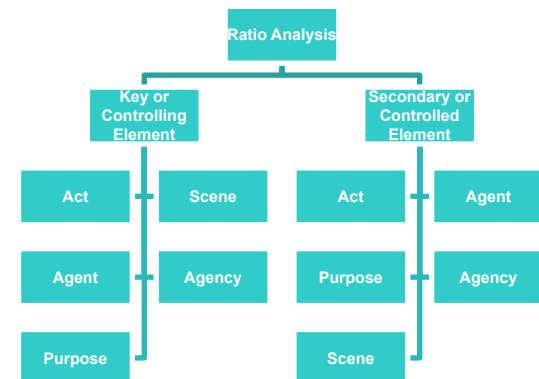 Ratio Analysis
Key or
Controlling
Element
Secondary or
Controlled
Element
Act
Scene
Act
Agent
Agent
Agency
Purpose
Agency
Purpose
Scene